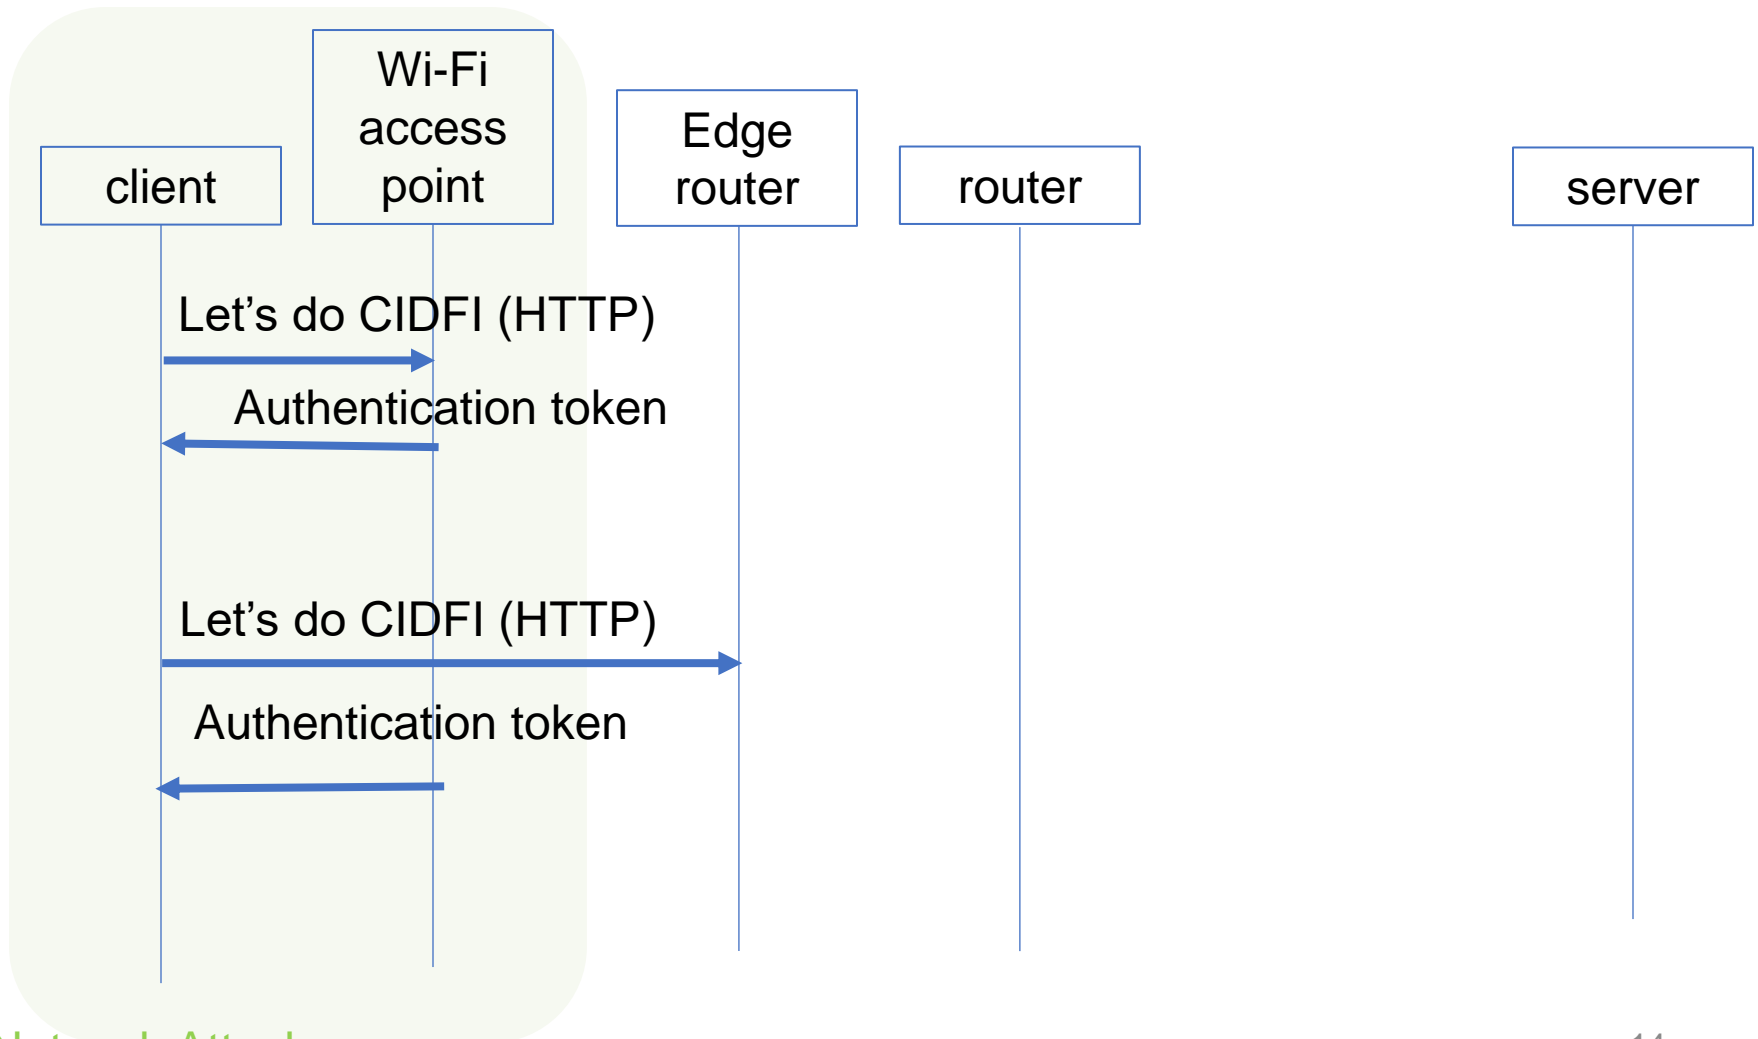 Wi-Fi
access
point
Edge
router
client
router
server
Let’s do CIDFI (HTTP)
Authentication token
Let’s do CIDFI (HTTP)
Authentication token